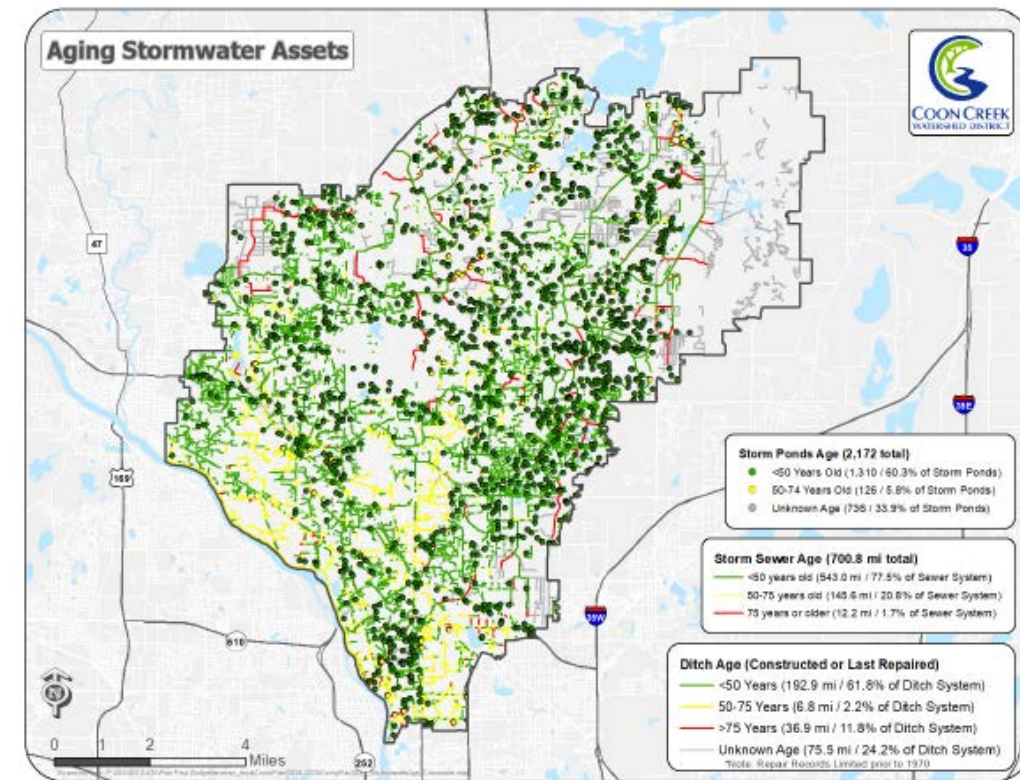 Aging Stormwater Assets
COON CREEK
WATERSHED DISTRICT
47
35
35E
169
Storm Ponds Age (2,172 total)
<50 Years Old (1,310 / 60.3% of Storm Ponds)
50-74 Years Old (126 / 5.8% of Storm Ponds)
Unknown Age (736 / 33.9% of Storm Ponds)
Storm Sewer Age (700.8 mi total)
<50 years old (543.0 mi / 77.5% of Sewer System)
50-75 years old (145.6 mi / 20.8% of Sewer System)
75 years or older (12.2 mi / 1.7% of Sewer System)
35W
610
Ditch Age (Constructed or Last Repaired)
<50 Years (192.9 mi / 61.8% of Ditch System)
50-75 Years (6.8 mi / 2.2% of Ditch System)
>75 Years (36.9 mi / 11.8% of Ditch System)
Unknown Age (75.5 mi / 24.2% of Ditch System)
*Note: Repair Records Limited prior to 1970
N
0 2 4
Miles
252